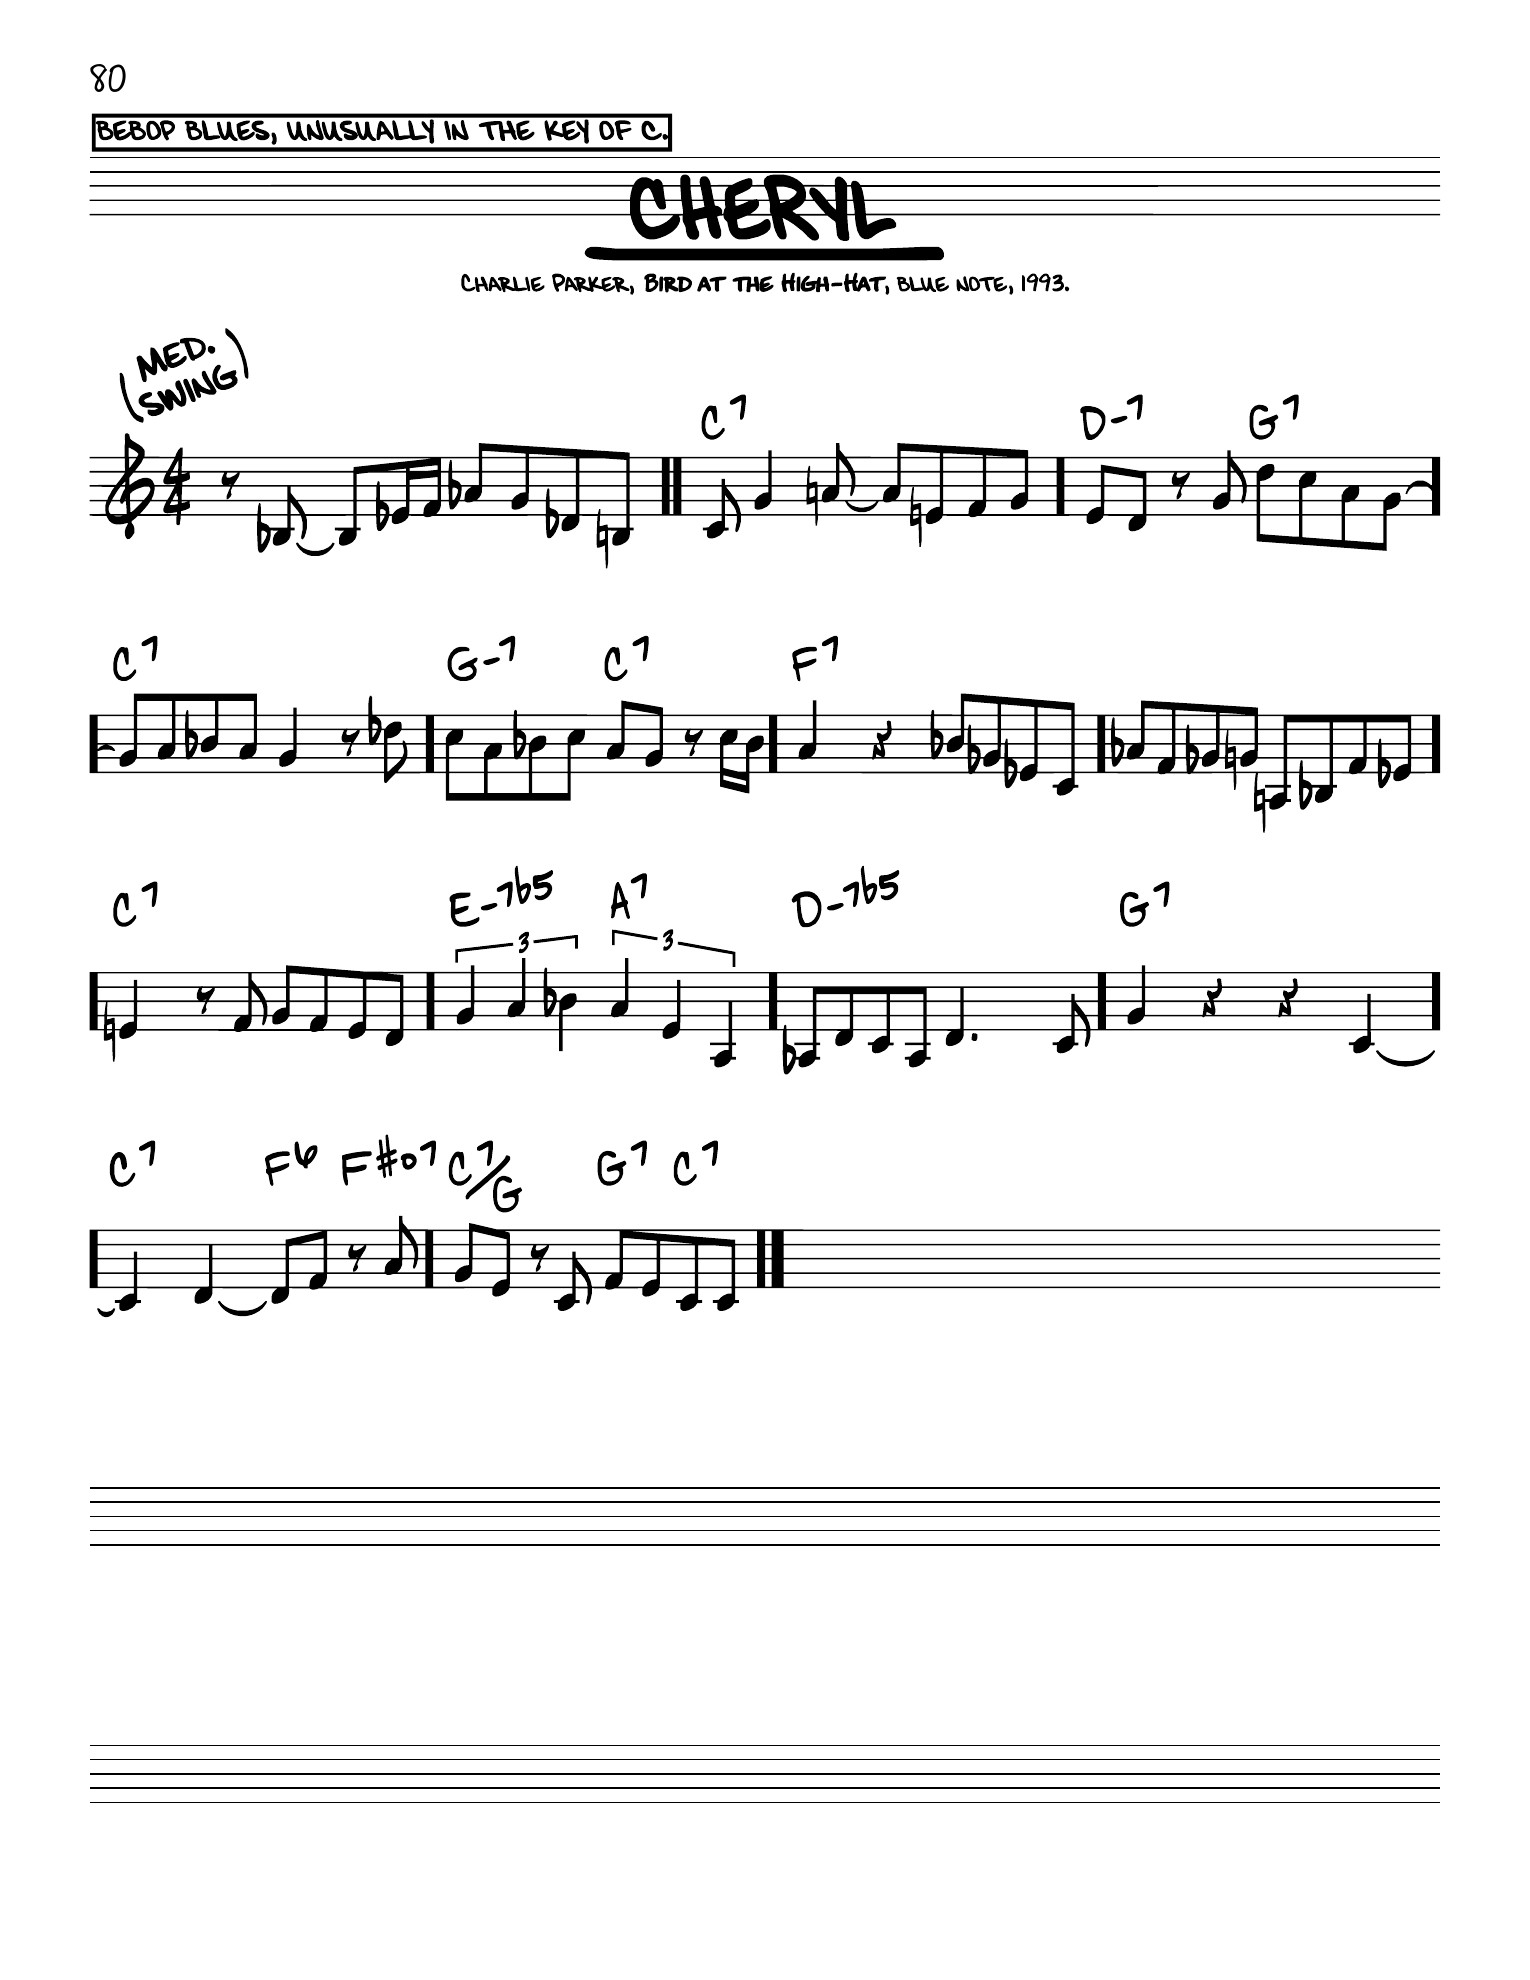 80
BEBOP BLUES, UNUSUALLY IN THE KEY OF C.
CHERYL
CHARLIE PARKER, BIRD AT THE HIGH-HAT, BLUE NOTE, 1993.
(MED. SWING)
4/4
C7 D-7 G7
C7 G-7 C7 F7
C7 E-7b5 A7 D-7b5 G7
3 3
C7 F6 F#o7 C7/G G7 C7